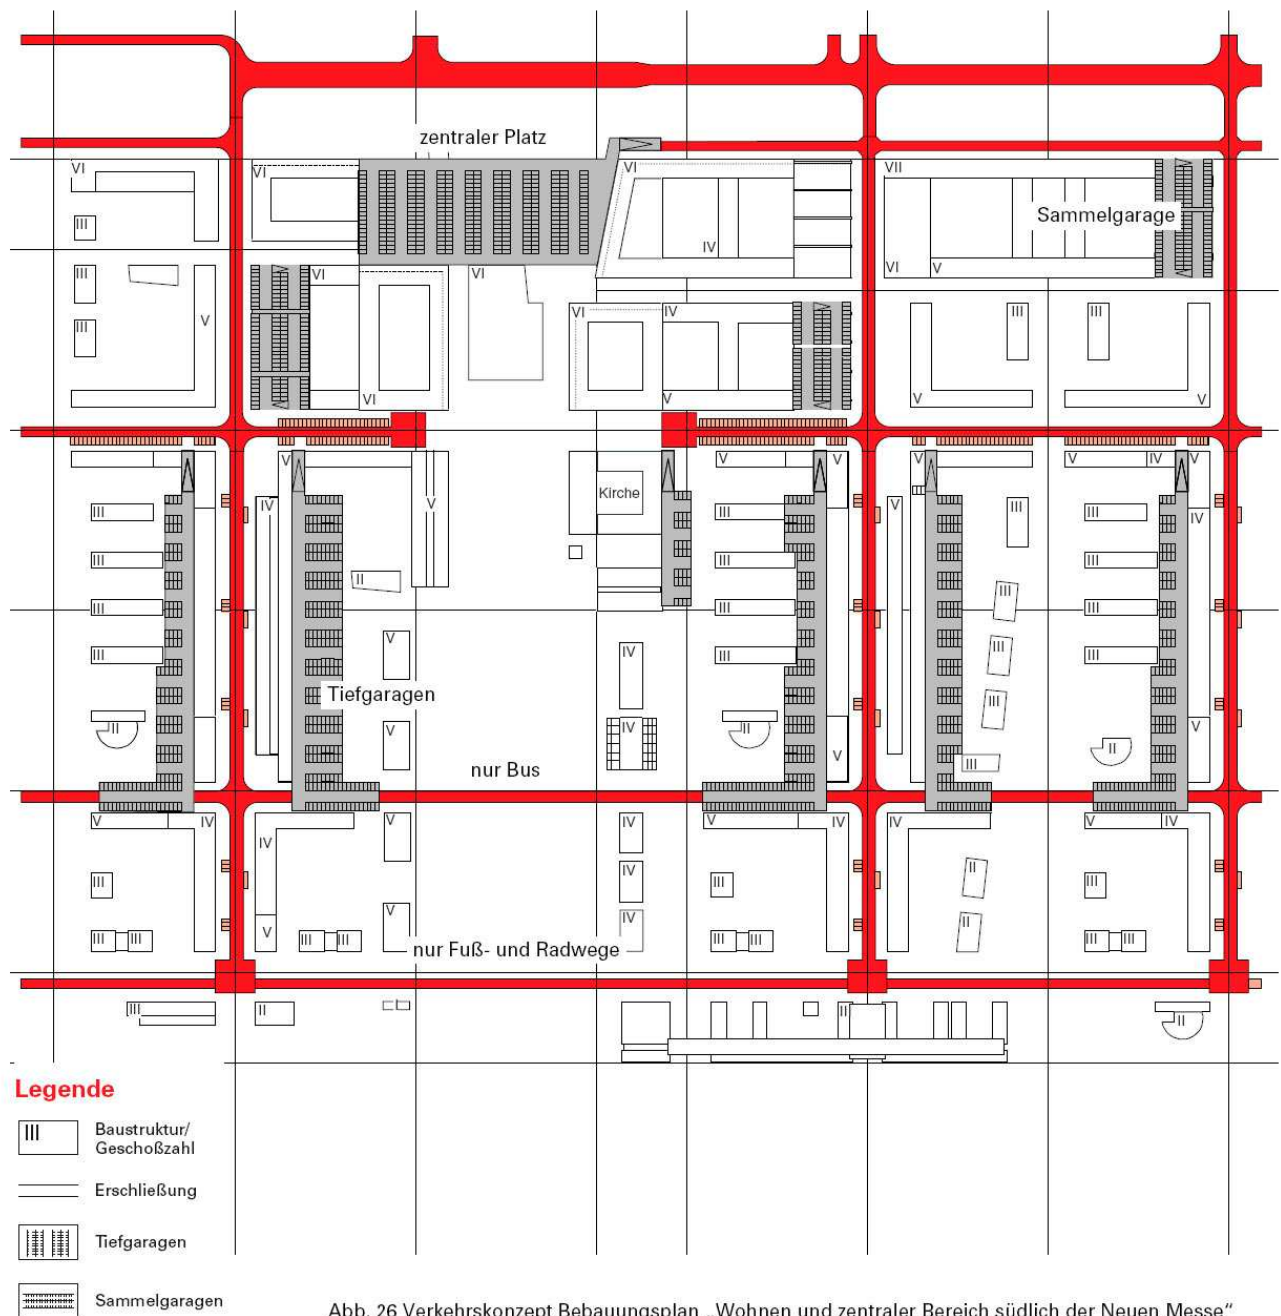 zentraler Platz
VI
VI
VI
VII
Sammelgarage
III
IV
III
VI
VI
VI
V
V
VI
IV
III
III
III
VI
V
V
V
V
V
V
V
V
IV
V
Kirche
IV
V
V
III
III
III
III
IV
III
III
III
II
III
III
III
III
V
III
III
IV
III
III
Tiefgaragen
III
II
V
IV
II
V
II
V
III
nur Bus
V
IV
V
IV
V
IV
IV
V
IV
IV
III
IV
III
II
III
V
IV
II
V
III
III
III
III
III
III
III
III
nur Fuß- und Radwege
III
II
II
II
Legende
III
Baustruktur/
Geschoßzahl
Erschließung
Tiefgaragen
Sammelgaragen
Abb. 26 Verkehrskonzept Bebauungsplan „Wohnen und zentraler Bereich südlich der Neuen Messe“